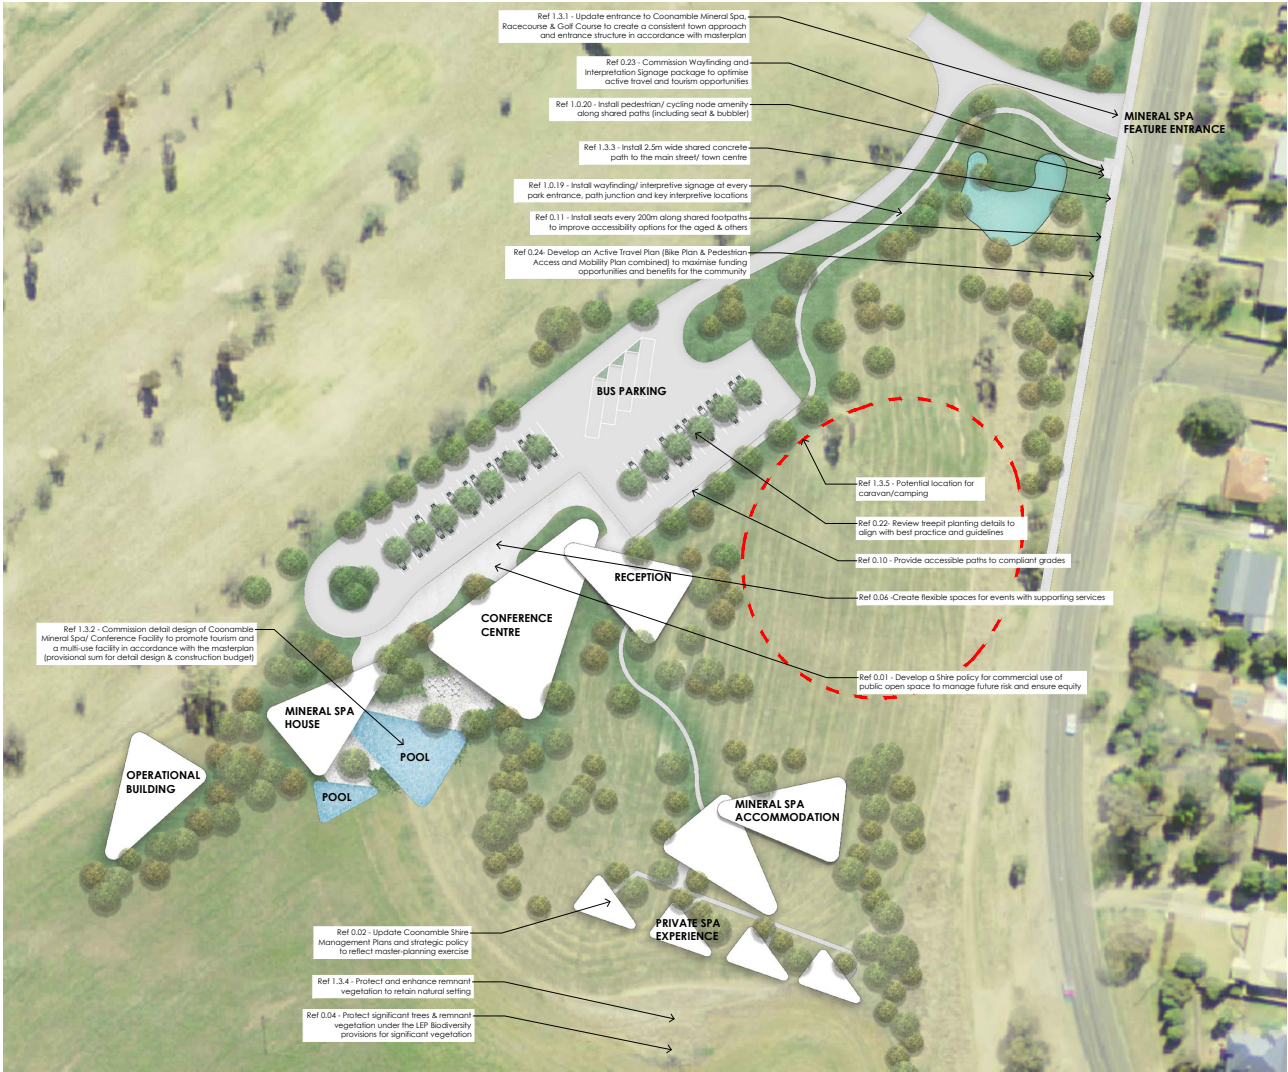 Ref 1.3.1 - Update entrance to Coonamble Mineral Spa,
Racecourse & Golf Course to create a consistent town approach
and entrance structure in accordance with masterplan
Ref 0.23 - Commission Wayfinding and
Interpretation Signage package to optimise
active travel and tourism opportunities
Ref 1.0.20 - Install pedestrian/ cycling node amenity
along shared paths (including seat & bubbler)
MINERAL SPA
FEATURE ENTRANCE
Ref 1.3.3 - Install 2.5m wide shared concrete
path to the main street/ town centre
Ref 1.0.19 - Install wayfinding/ interpretive signage at every
park entrance, path junction and key interpretive locations
Ref 0.11 - Install seats every 200m along shared footpaths
to improve accessibility options for the aged & others
Ref 0.24- Develop an Active Travel Plan (Bike Plan & Pedestrian
Access and Mobility Plan combined) to maximise funding
opportunities and benefits for the community
BUS PARKING
Ref 1.3.5 - Potential location for
caravan/camping
Ref 0.22- Review treepit planting details to
align with best practice and guidelines
Ref 0.10 - Provide accessible paths to compliant grades
RECEPTION
Ref 0.06 -Create flexible spaces for events with supporting services
CONFERENCE
CENTRE
Ref 1.3.2 - Commission detail design of Coonamble
Mineral Spa/ Conference Facility to promote tourism and
a multi-use facility in accordance with the masterplan
(provisional sum for detail design & construction budget)
Ref 0.01 - Develop a Shire policy for commercial use of
public open space to manage future risk and ensure equity
MINERAL SPA
HOUSE
POOL
OPERATIONAL
BUILDING
POOL
MINERAL SPA
ACCOMMODATION
PRIVATE SPA
EXPERIENCE
Ref 0.02 - Update Coonamble Shire
Management Plans and strategic policy
to reflect master-planning exercise
Ref 1.3.4 - Protect and enhance remnant
vegetation to retain natural setting
Ref 0.04 - Protect significant trees & remnant
vegetation under the LEP Biodiversity
provisions for significant vegetation